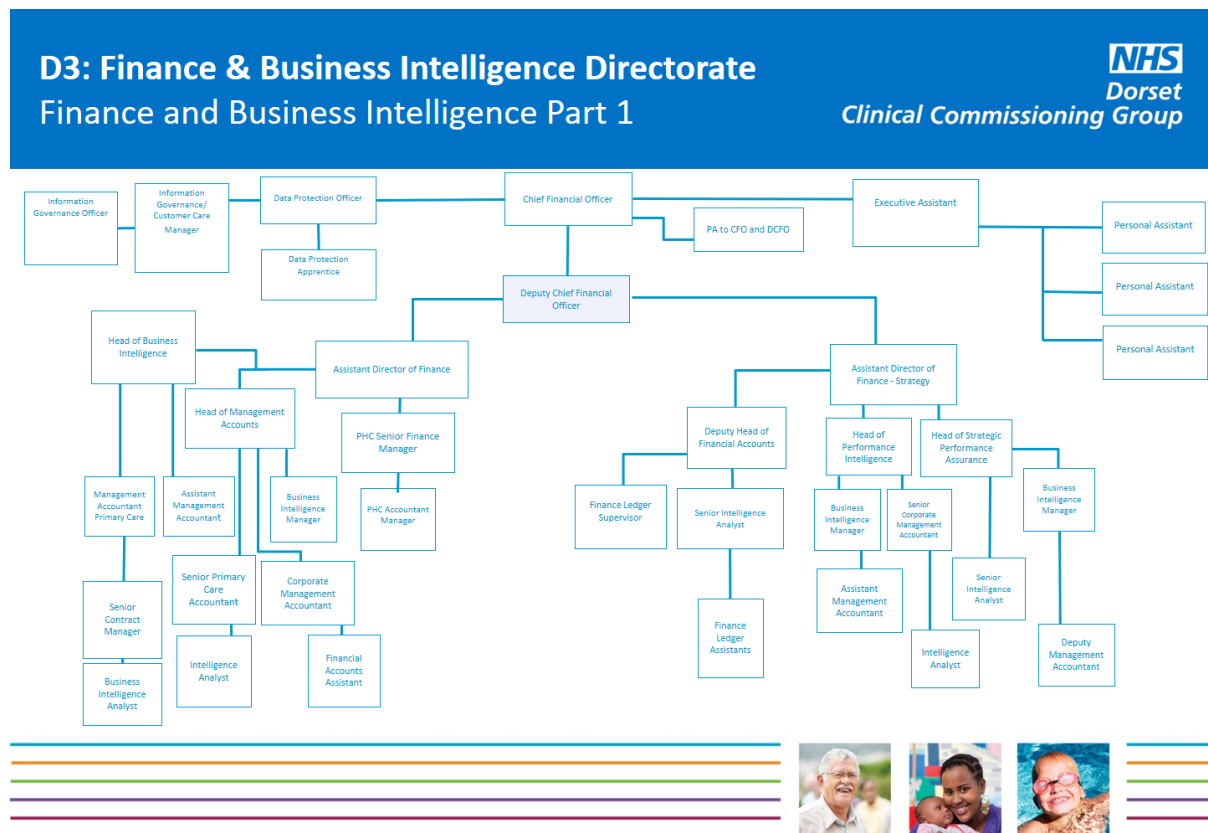 D3: Finance & Business Intelligence Directorate
Finance and Business Intelligence Part 1
NHS
Dorset
Clinical Commissioning Group
Information
Governance Officer
Information
Governance/
Customer Care
Manager
Data Protection Officer
Chief Financial Officer
PA to CFO and DCFO
Executive Assistant
Personal Assistant
Data Protection
Apprentice
Personal Assistant
Deputy Chief Financial
Officer
Personal Assistant
Head of Business
Intelligence
Assistant Director of Finance
Assistant Director of
Finance - Strategy
Head of Management
Accounts
PHC Senior Finance
Manager
Deputy Head of
Financial Accounts
Head of
Performance
Intelligence
Head of Strategic
Performance
Assurance
Management
Accountant
Primary Care
Assistant
Management
Accountant
Business
Intelligence
Manager
PHC Accountant
Manager
Finance Ledger
Supervisor
Senior Intelligence
Analyst
Business
Intelligence
Manager
Senior
Corporate
Management
Accountant
Business
Intelligence
Manager
Senior
Contract
Manager
Senior Primary
Care
Accountant
Corporate
Management
Accountant
Finance
Ledger
Assistants
Assistant
Management
Accountant
Senior
Intelligence
Analyst
Business
Intelligence
Analyst
Intelligence
Analyst
Financial
Accounts
Assistant
Intelligence
Analyst
Deputy
Management
Accountant